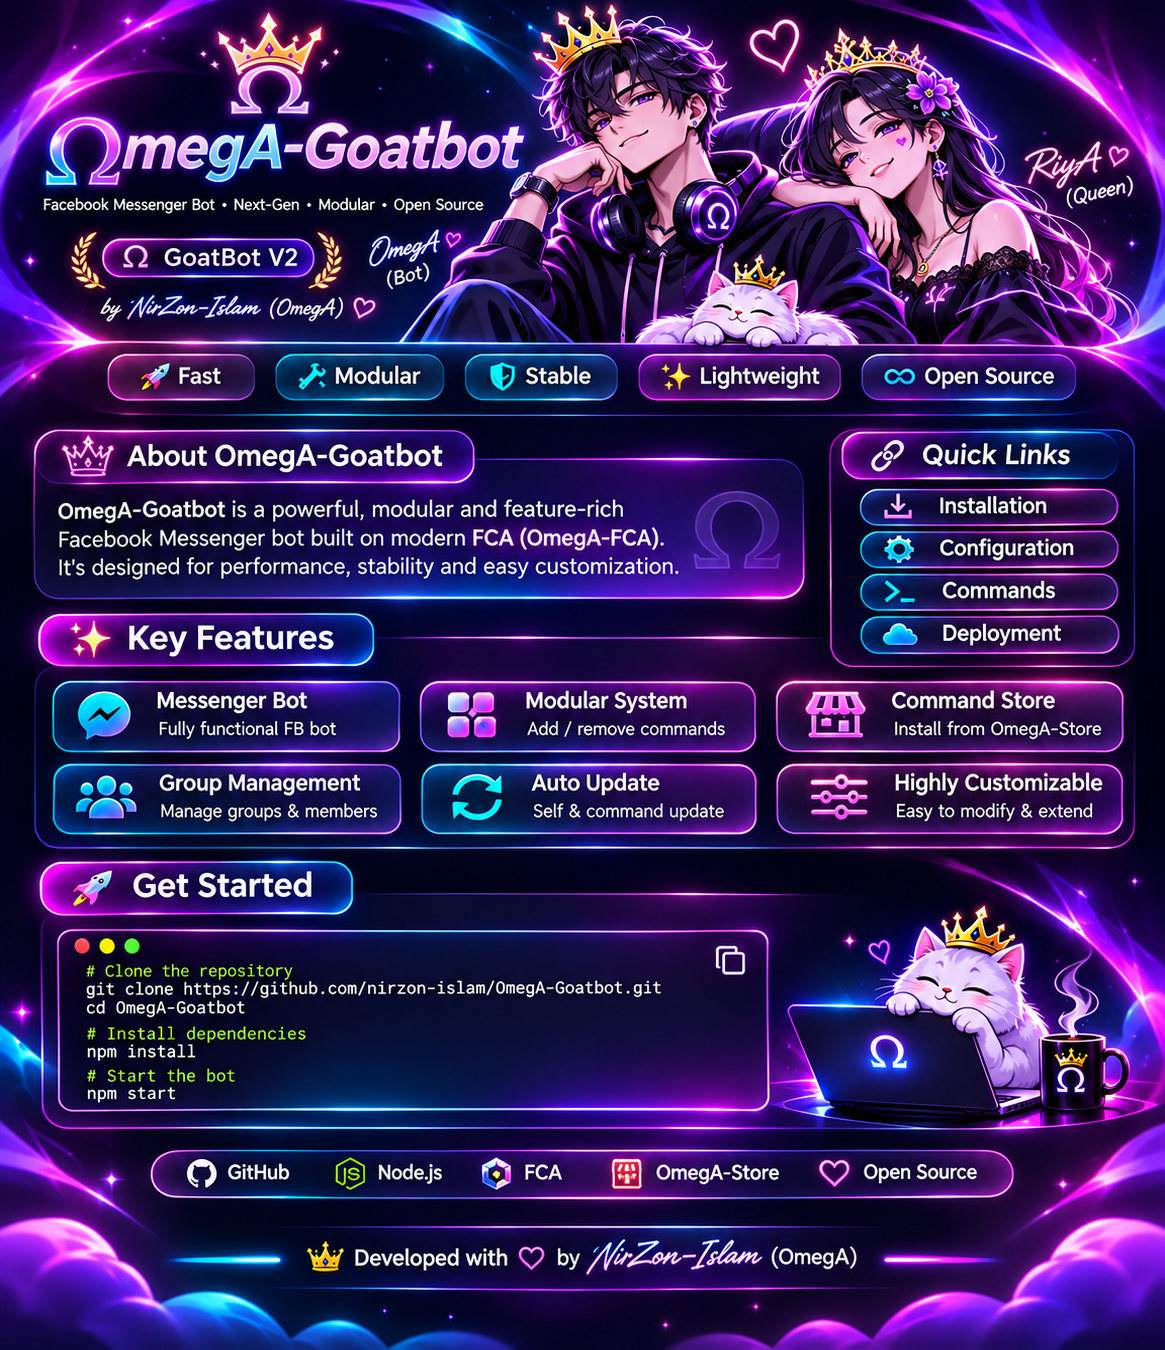 Ω
ΩmegA-Goatbot
Facebook Messenger Bot • Next-Gen • Modular • Open Source
Ω GoatBot V2
by NirZon-Islam (OmegA)
OmegA
(Bot)
Ω
RiyA
(Queen)
Fast
Modular
Stable
Lightweight
Open Source
About OmegA-Goatbot
OmegA-Goatbot is a powerful, modular and feature-rich
Facebook Messenger bot built on modern FCA (OmegA-FCA).
It's designed for performance, stability and easy customization.
Ω
Quick Links
Installation
Configuration
Commands
Deployment
Key Features
Messenger Bot
Fully functional FB bot
Modular System
Add / remove commands
Command Store
Install from OmegA-Store
Group Management
Manage groups & members
Auto Update
Self & command update
Highly Customizable
Easy to modify & extend
Get Started
# Clone the repository
git clone https://github.com/nirzon-islam/OmegA-Goatbot.git
cd OmegA-Goatbot
# Install dependencies
npm install
# Start the bot
npm start
Ω
Ω
GitHub
JS Node.js
FCA
OmegA-Store
Open Source
Developed with by NirZon-Islam (OmegA)